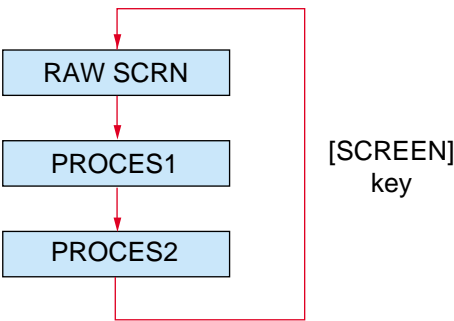 RAW SCRN
PROCES1
[SCREEN]
key
PROCES2